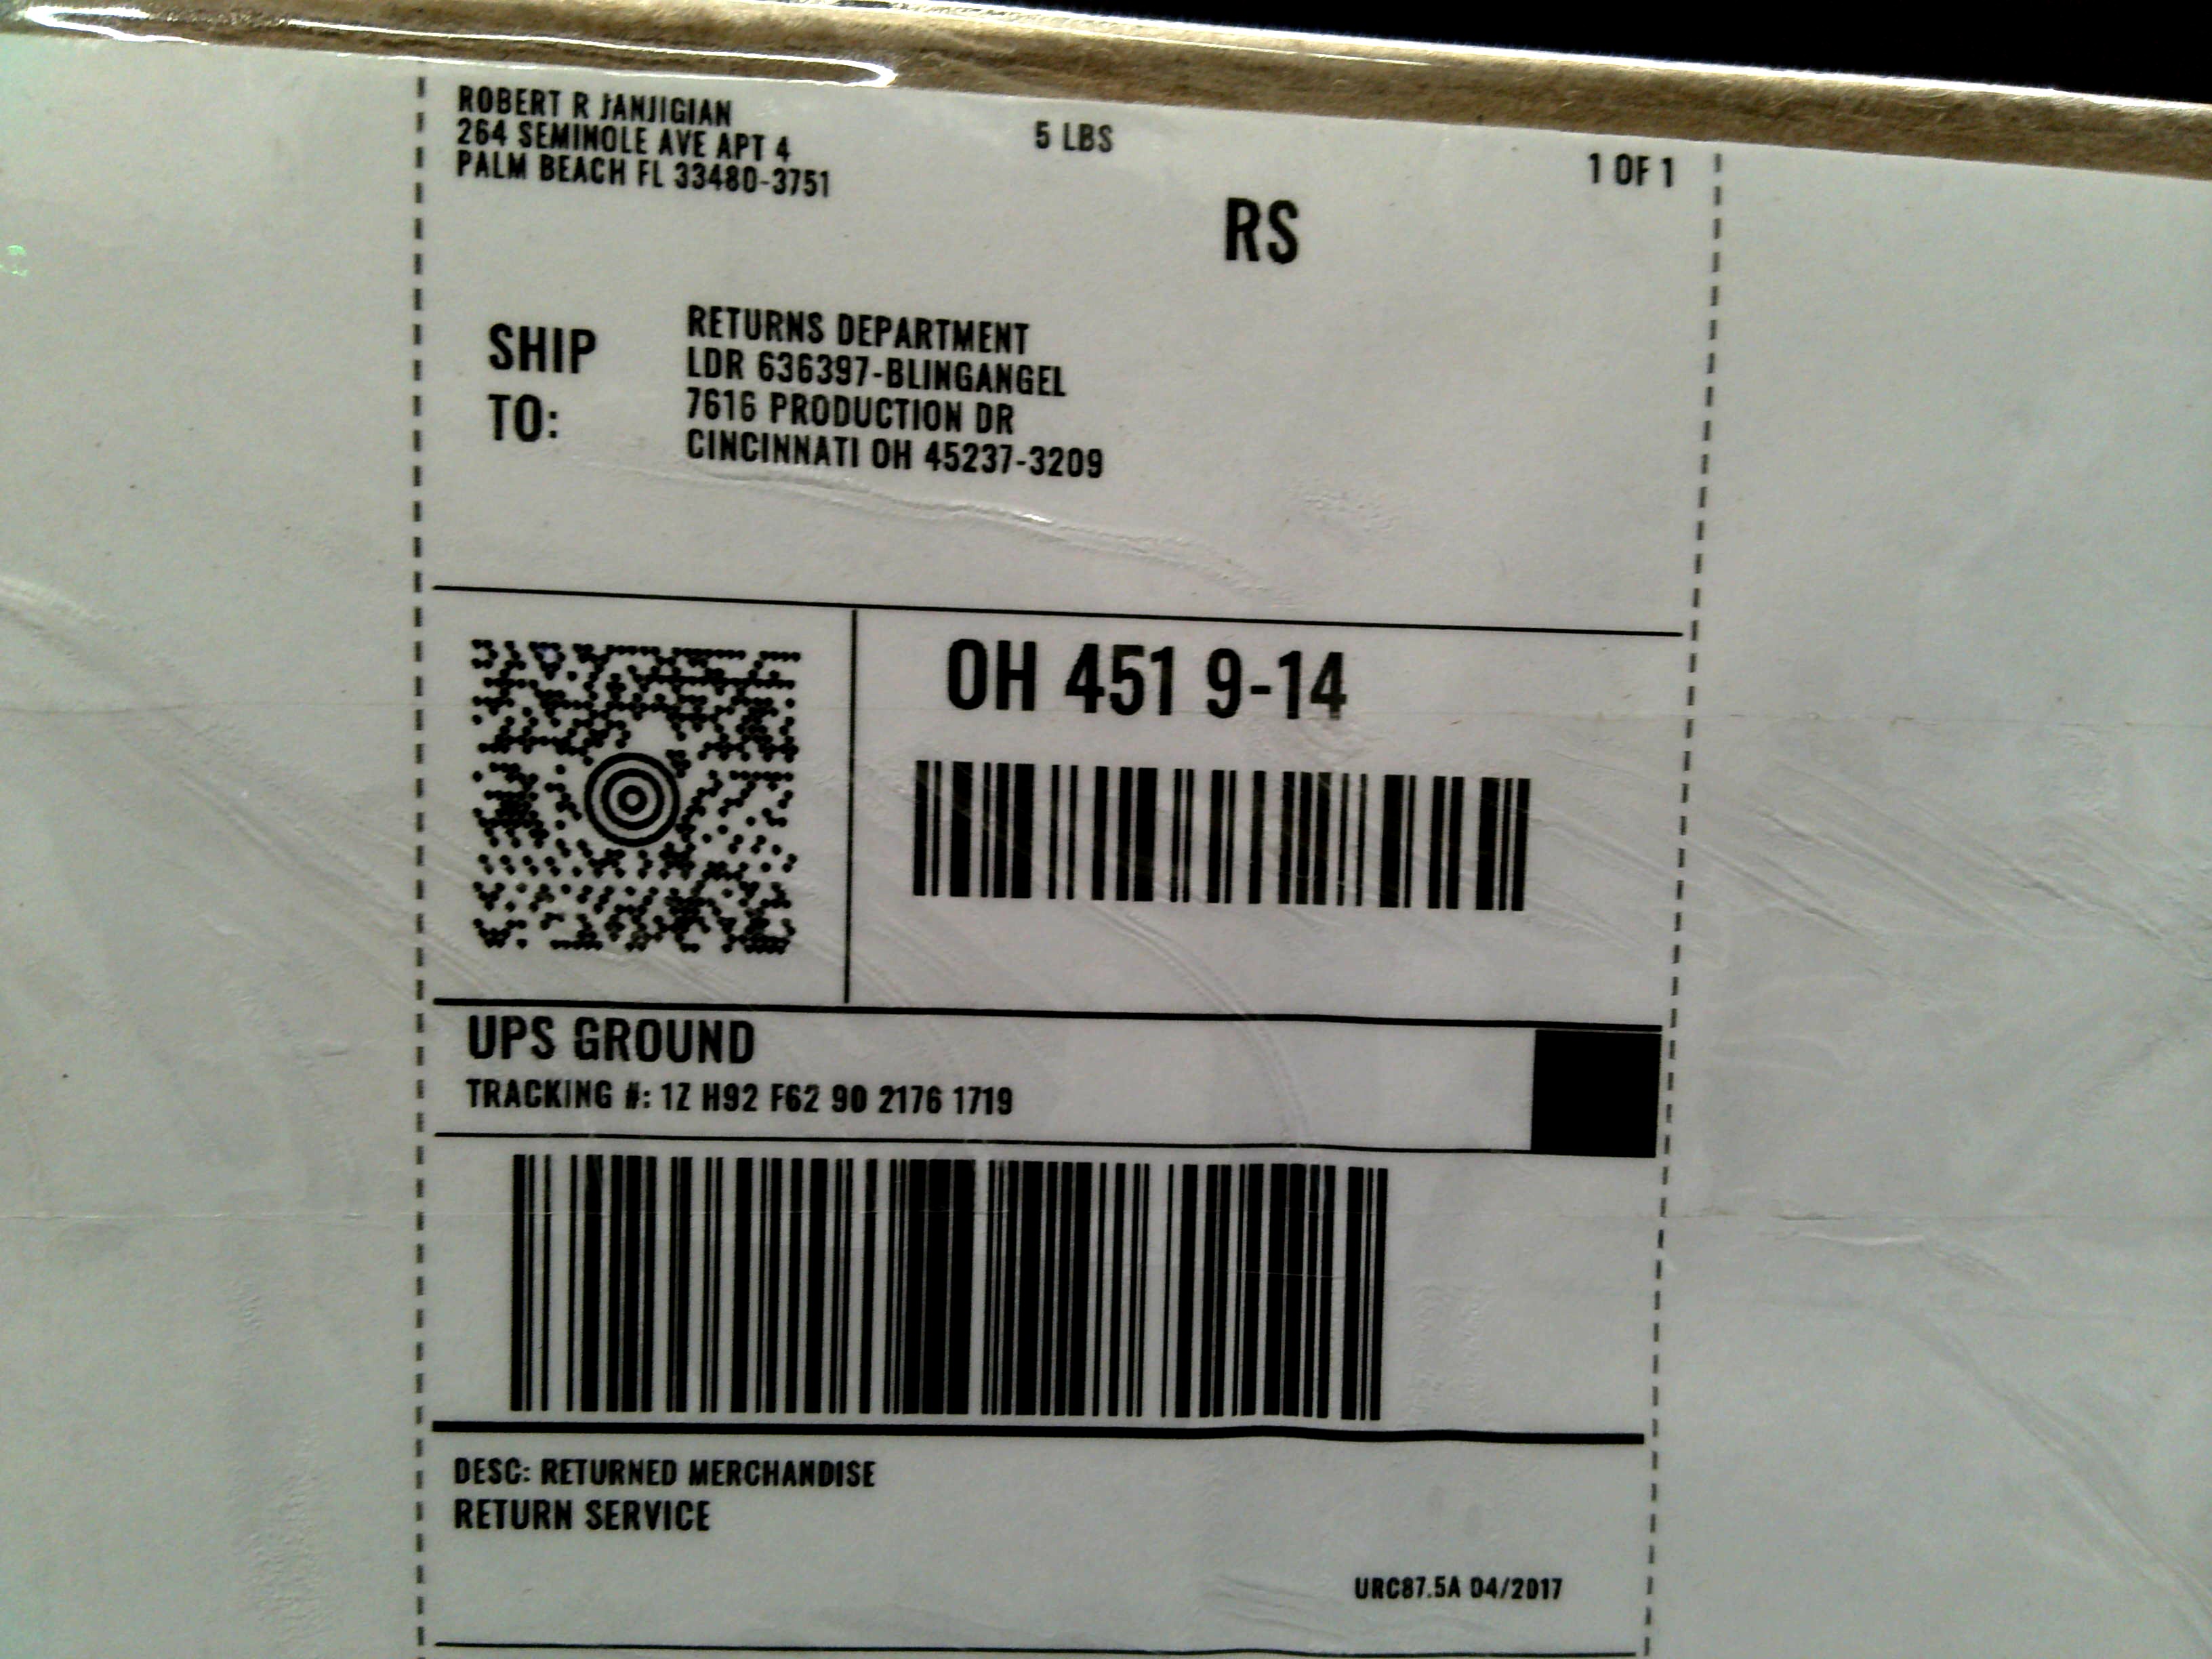 ROBERT R JANJIGIAN
264 SEMINOLE AVE APT 4
PALM BEACH FL 33480-3751
5 LBS
1 OF 1
RS
SHIP
TO:
RETURNS DEPARTMENT
LDR 636397-BLINGANGEL
7616 PRODUCTION DR
CINCINNATI OH 45237-3209
OH 451 9-14
UPS GROUND
TRACKING #: 1Z H92 F62 90 2176 1719
DESC: RETURNED MERCHANDISE
RETURN SERVICE
URC87.5A 04/2017